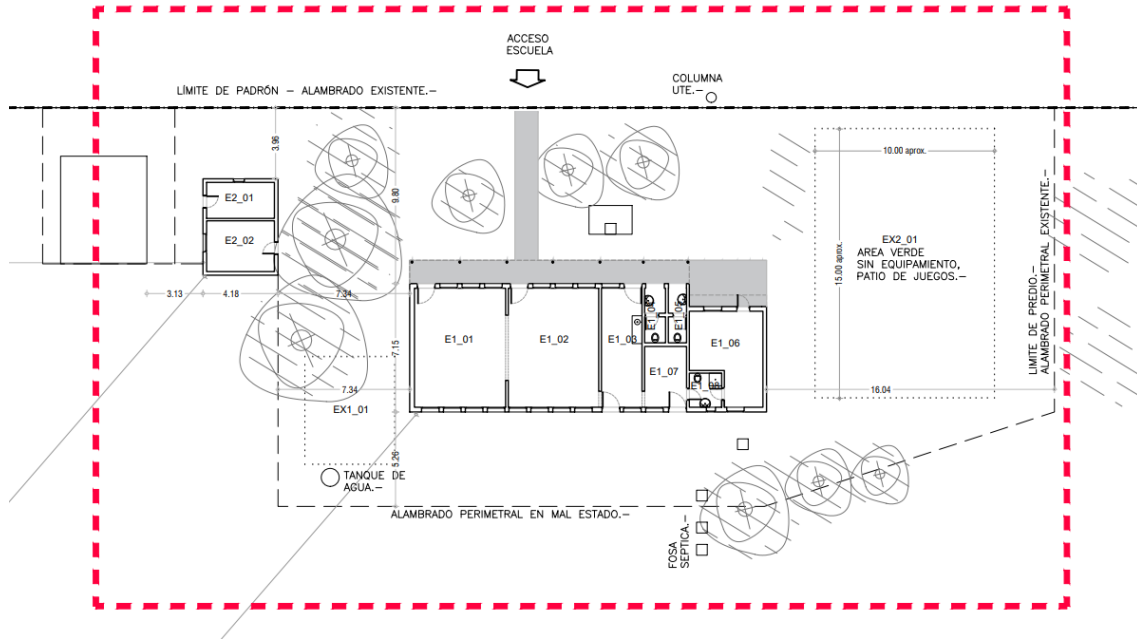 ACCESO
ESCUELA
COLUMNA
UTE.–
LÍMITE DE PADRÓN – ALAMBRADO EXISTENTE.–
3.96
9.80
10.00 aprox.
15.00 aprox.
E2_01
E2_02
EX2_01
AREA VERDE
SIN EQUIPAMIENTO,
PATIO DE JUEGOS.–
LIMITE DE PREDIO.–
ALAMBRADO PERIMETRAL EXISTENTE.–
3.13
4.18
7.34
E1_01
E1_02
E1_03
E1_05
E1_06
E1_07
7.15
7.34
16.04
EX1_01
5.26
TANQUE DE
AGUA.–
ALAMBRADO PERIMETRAL EN MAL ESTADO.–
FOSA
SEPTICA.–